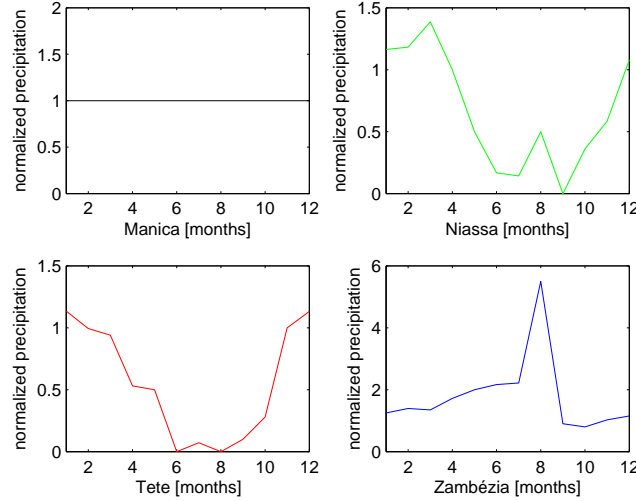 2
1.5
1
0.5
0
2 4 6 8 10 12
normalized precipitation
Manica [months]
1.5
1
0.5
0
2 4 6 8 10 12
normalized precipitation
Niassa [months]
1.5
1
0.5
0
2 4 6 8 10 12
normalized precipitation
Tete [months]
6
4
2
0
2 4 6 8 10 12
normalized precipitation
Zambézia [months]